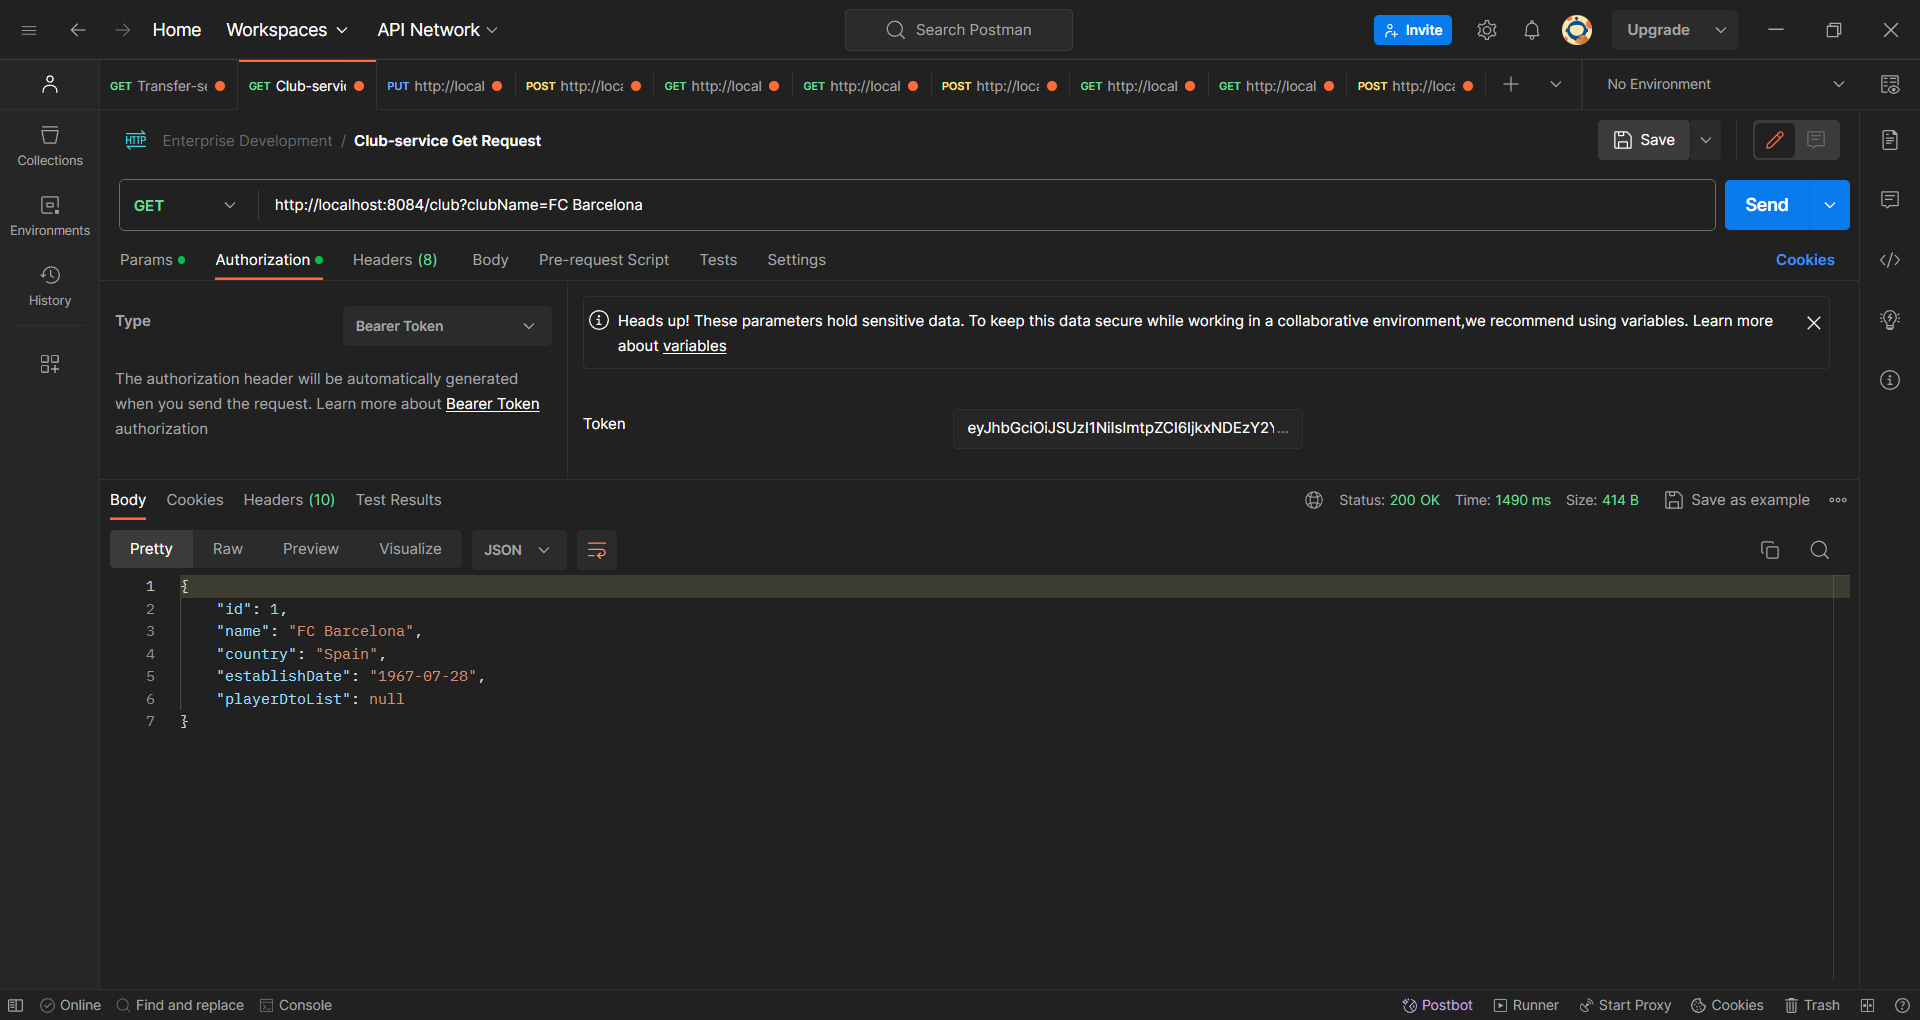 Home Workspaces API Network Search Postman Invite Upgrade
GET Transfer-se GET Club-servic PUT http://local POST http://loca GET http://local GET http://local POST http://loca GET http://local GET http://local POST http://loca No Environment
Collections
Environments
History
HTTP Enterprise Development / Club-service Get Request Save
GET http://localhost:8084/club?clubName=FC Barcelona Send
Params Authorization Headers (8) Body Pre-request Script Tests Settings Cookies
Type Bearer Token
The authorization header will be automatically generated
when you send the request. Learn more about Bearer Token
authorization
Heads up! These parameters hold sensitive data. To keep this data secure while working in a collaborative environment,we recommend using variables. Learn more
about variables
Token eyJhbGciOiJSUzI1NiIsImtpZCI6IjkxNDEzY2Y...
Body Cookies Headers (10) Test Results Status: 200 OK Time: 1490 ms Size: 414 B Save as example
Pretty Raw Preview Visualize JSON
1 {
2 "id": 1,
3 "name": "FC Barcelona",
4 "country": "Spain",
5 "establishDate": "1967-07-28",
6 "playerDtoList": null
7 }
Online Find and replace Console Postbot Runner Start Proxy Cookies Trash